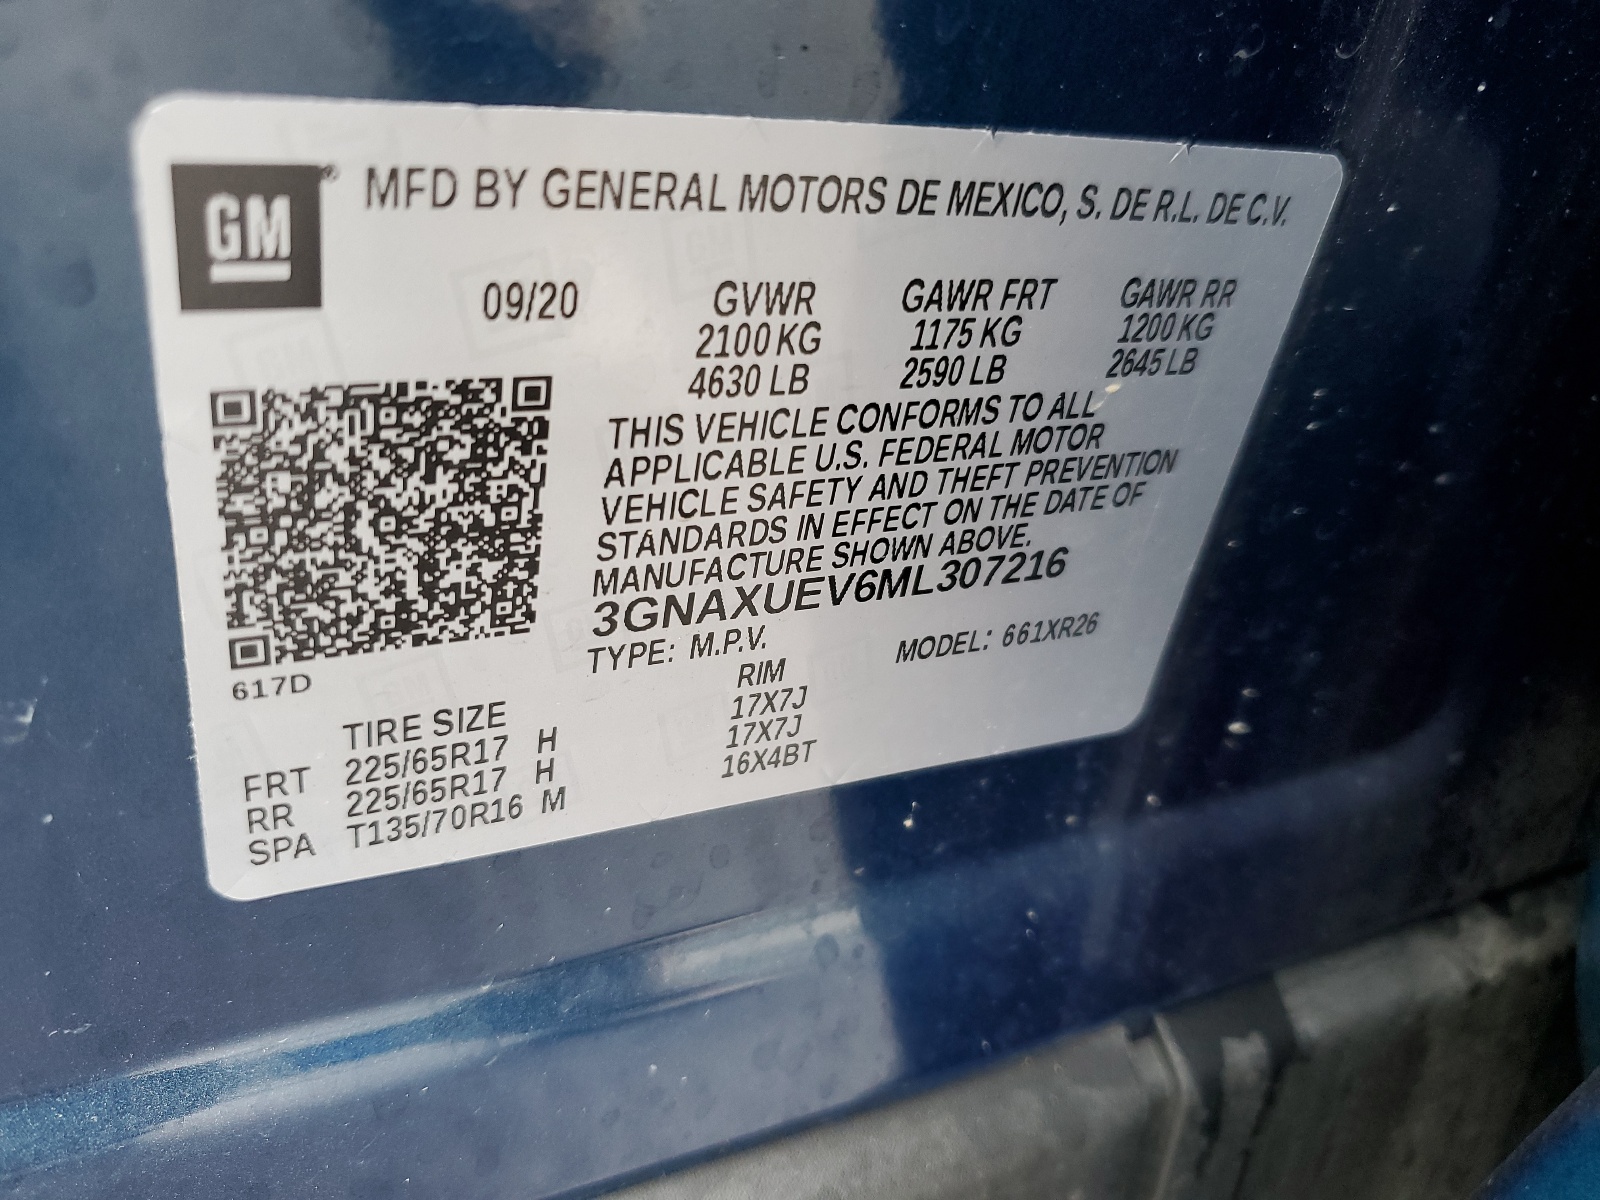 GM® MFD BY GENERAL MOTORS DE MEXICO, S. DE R.L. DE C.V.
09/20 GVWR GAWR FRT GAWR RR
2100 KG 1175 KG 1200 KG
4630 LB 2590 LB 2645 LB
THIS VEHICLE CONFORMS TO ALL
APPLICABLE U.S. FEDERAL MOTOR
VEHICLE SAFETY AND THEFT PREVENTION
STANDARDS IN EFFECT ON THE DATE OF
MANUFACTURE SHOWN ABOVE.
3GNAXUEV6ML307216
TYPE: M.P.V. MODEL: 661XR26
617D
TIRE SIZE RIM
FRT 225/65R17 H 17X7J
RR 225/65R17 H 17X7J
SPA T135/70R16 M 16X4BT